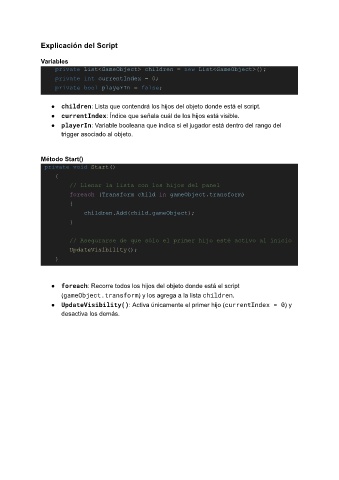 Explicación del Script
Variables
private List<GameObject> children = new List<GameObject>();
private int currentIndex = 0;
private bool playerIn = false;
● children: Lista que contendrá los hijos del objeto donde está el script.
● currentIndex: Índice que señala cuál de los hijos está visible.
● playerIn: Variable booleana que indica si el jugador está dentro del rango del
trigger asociado al objeto.
Método Start()
private void Start()
{
// Llenar la lista con los hijos del panel
foreach (Transform child in gameObject.transform)
{
children.Add(child.gameObject);
}
// Asegurarse de que solo el primer hijo esté activo al inicio
UpdateVisibility();
}
● foreach: Recorre todos los hijos del objeto donde está el script
(gameObject.transform) y los agrega a la lista children.
● UpdateVisibility(): Activa únicamente el primer hijo (currentIndex = 0) y
desactiva los demás.